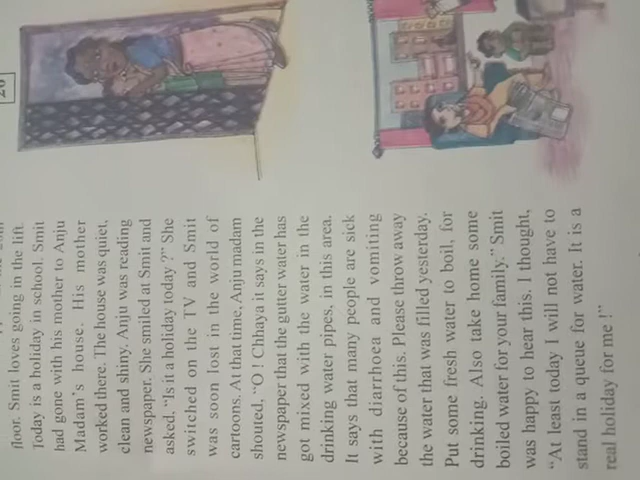 floor. Smit loves going in the lift.
Today is a holiday in school. Smit
had gone with his mother to Anju
Madam's house. His mother
worked there. The house was quiet,
clean and shiny. Anju was reading
newspaper. She smiled at Smit and
asked. "Is it a holiday today ?" She
switched on the TV and Smit
was soon lost in the world of
cartoons. At that time, Anju madam
shouted. "O ! Chhaya it says in the
newspaper that the gutter water has
got mixed with the water in the
drinking water pipes, in this area.
It says that many people are sick
with diarrhoea and vomiting
because of this. Please throw away
the water that was filled yesterday.
Put some fresh water to boil, for
drinking. Also take home some
boiled water for your family." Smit
was happy to hear this. I thought,
"At least today I will not have to
stand in a queue for water. It is a
real holiday for me !"